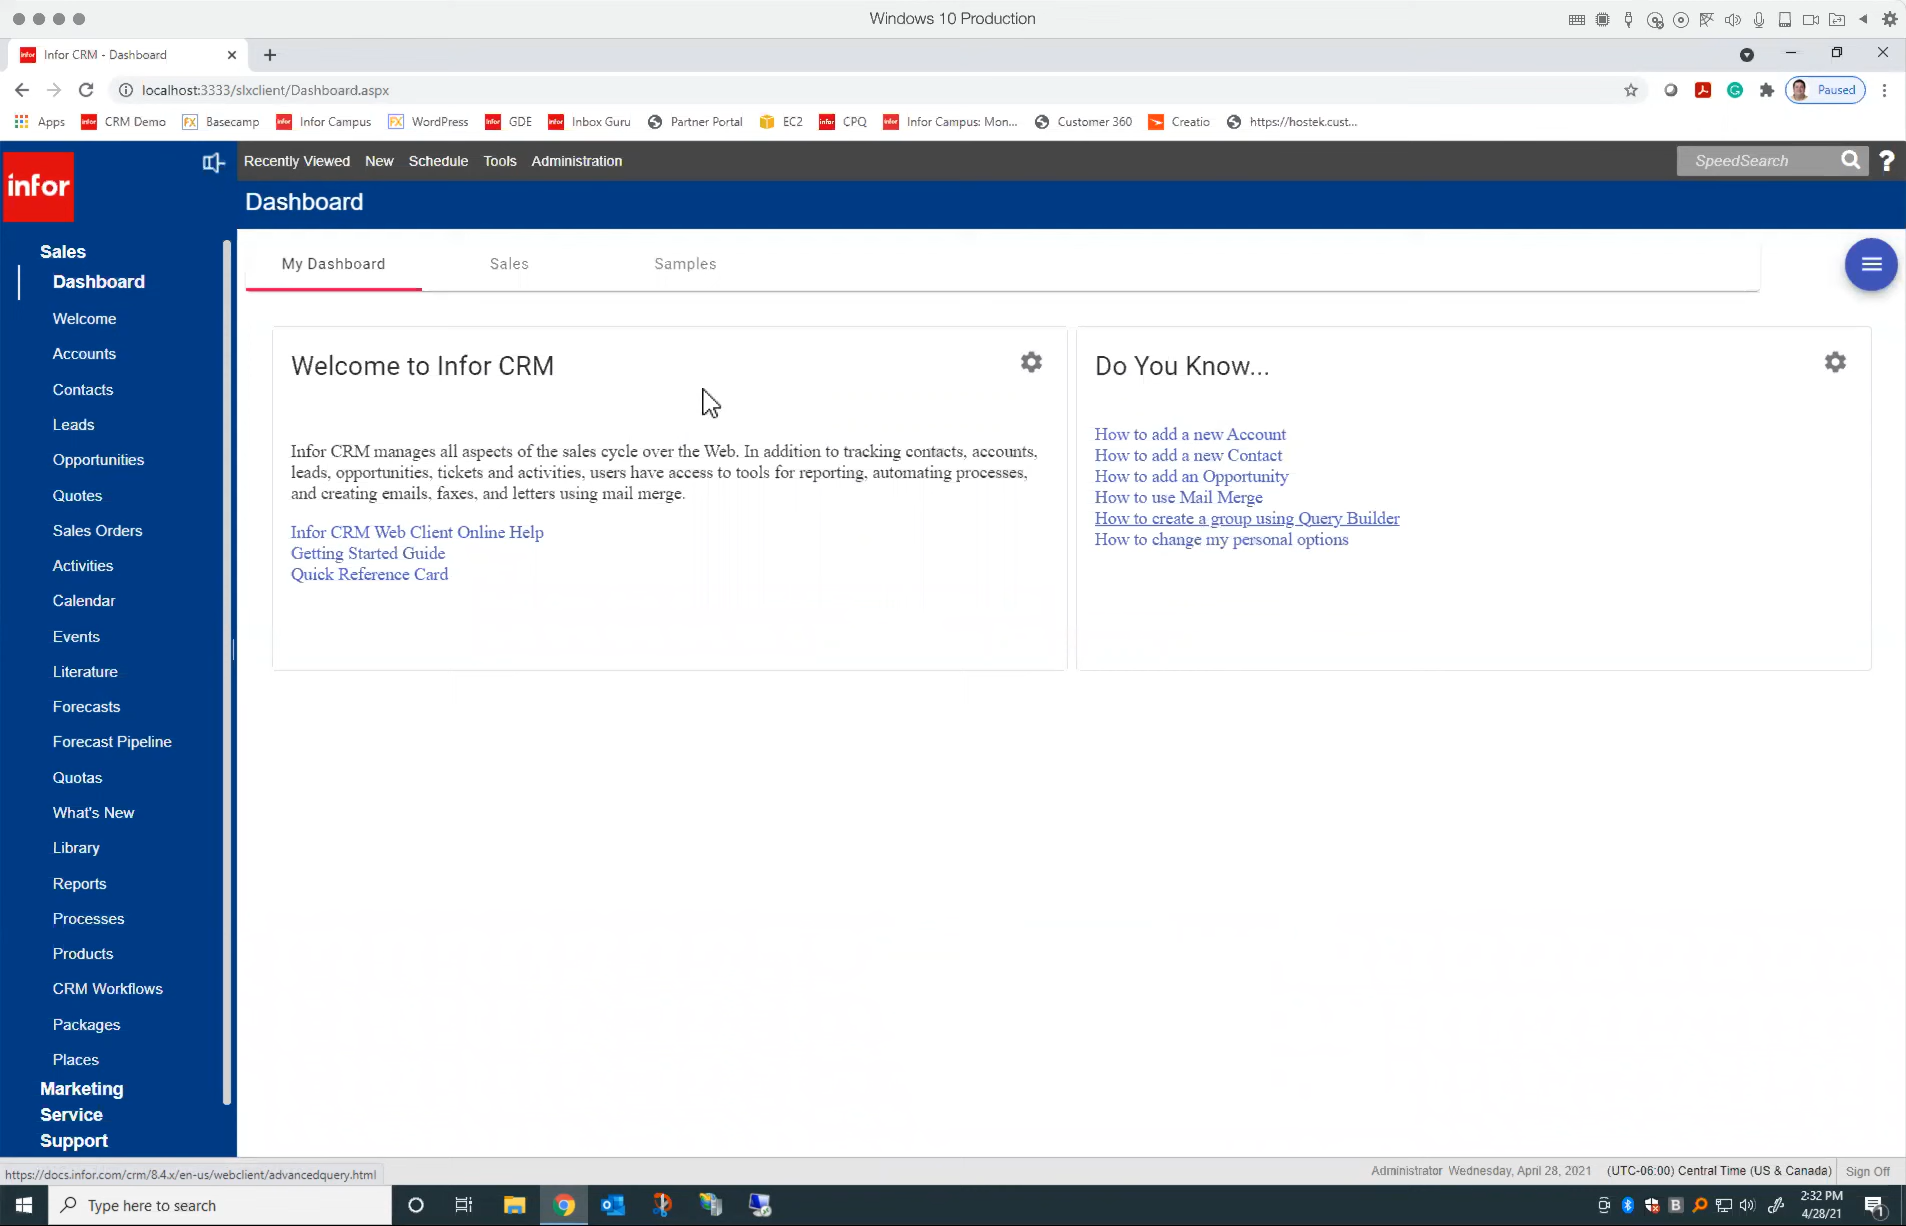 Windows 10 Production
infor Infor CRM - Dashboard
localhost:3333/slxclient/Dashboard.aspx
Paused
Apps CRM Demo Basecamp Infor Campus WordPress GDE Inbox Guru Partner Portal EC2 CPQ Infor Campus: Mon... Customer 360 Creatio https://hostek.cust...
infor
Recently Viewed New Schedule Tools Administration
SpeedSearch ?
Dashboard
Sales
Dashboard
Welcome
Accounts
Contacts
Leads
Opportunities
Quotes
Sales Orders
Activities
Calendar
Events
Literature
Forecasts
Forecast Pipeline
Quotas
What's New
Library
Reports
Processes
Products
CRM Workflows
Packages
Places
Marketing
Service
Support
My Dashboard Sales Samples
Welcome to Infor CRM
Infor CRM manages all aspects of the sales cycle over the Web. In addition to tracking contacts, accounts,
leads, opportunities, tickets and activities, users have access to tools for reporting, automating processes,
and creating emails, faxes, and letters using mail merge.
Infor CRM Web Client Online Help
Getting Started Guide
Quick Reference Card
Do You Know...
How to add a new Account
How to add a new Contact
How to add an Opportunity
How to use Mail Merge
How to create a group using Query Builder
How to change my personal options
https://docs.infor.com/crm/8.4.x/en-us/webclient/advancedquery.html
Administrator Wednesday, April 28, 2021 (UTC-06:00) Central Time (US & Canada) Sign Off
Type here to search
2:32 PM
4/28/21
1